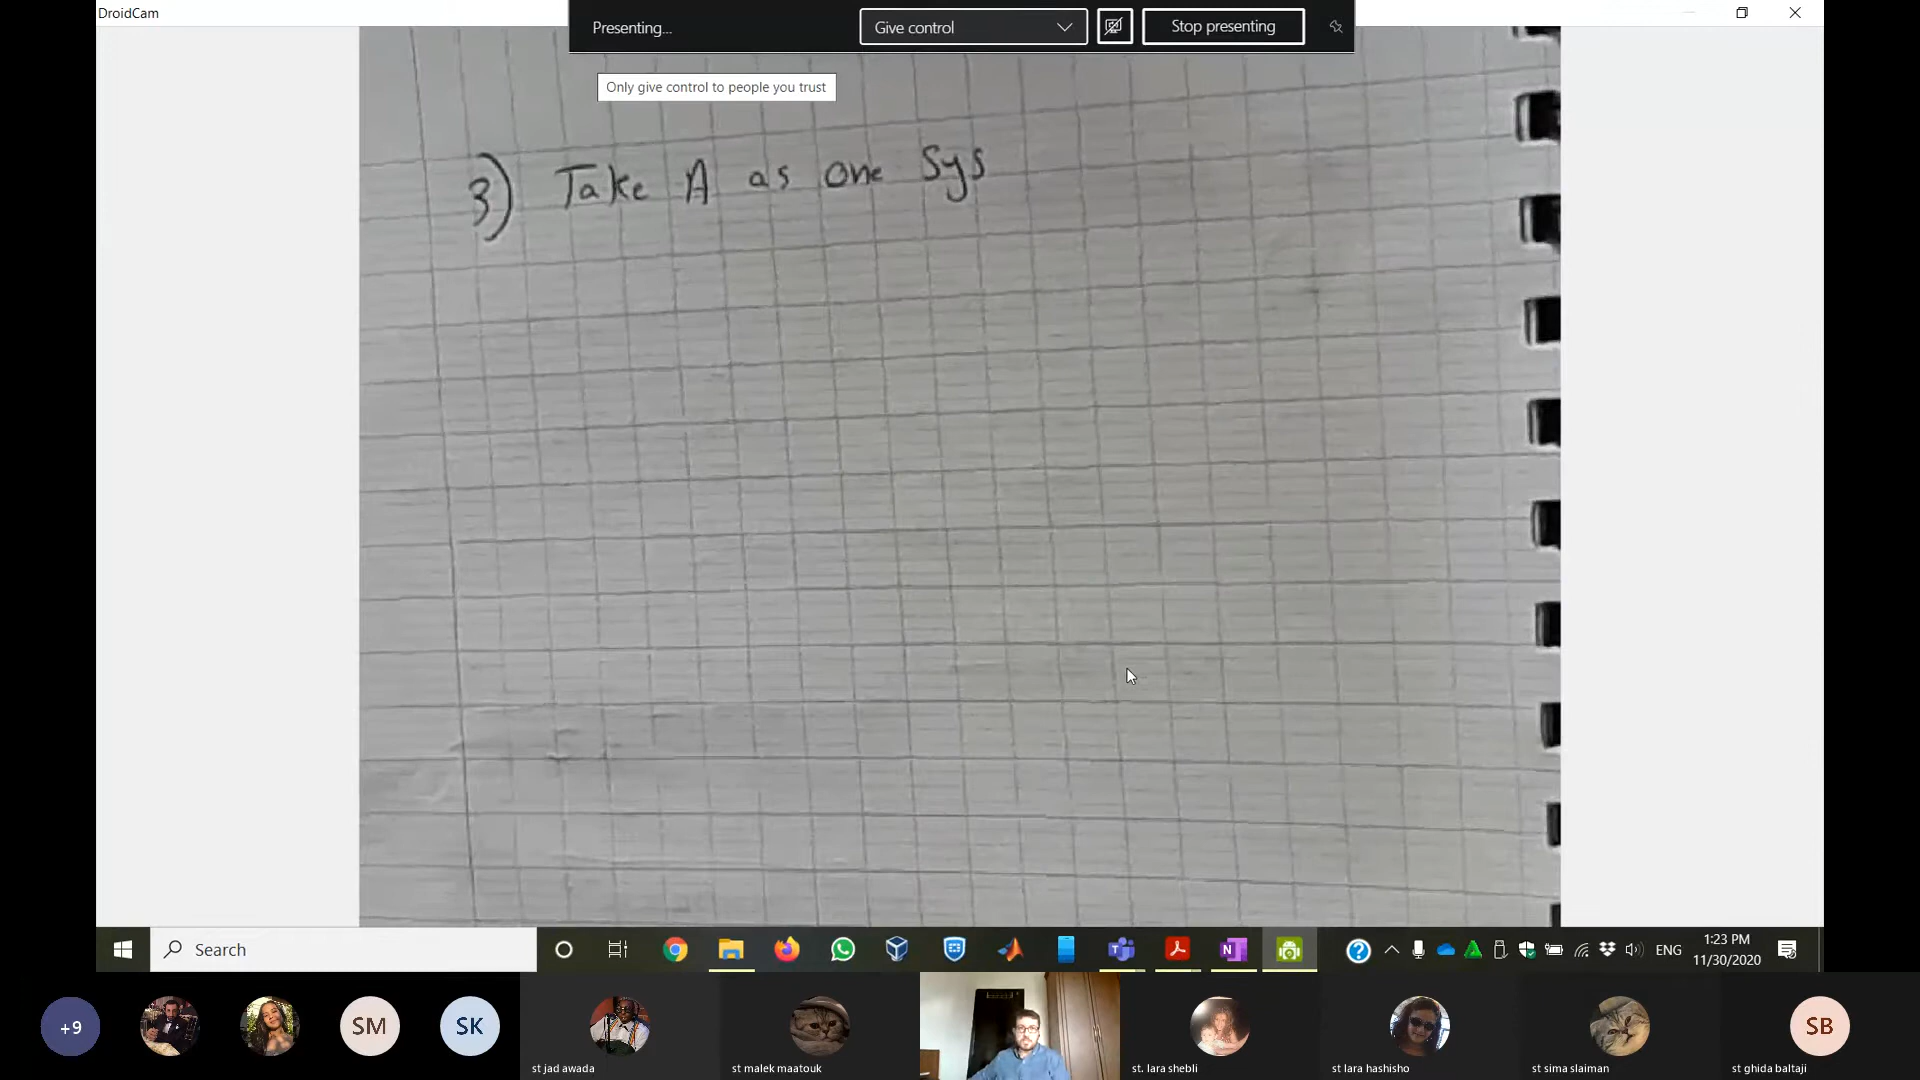 DroidCam
Presenting...
Give control
Stop presenting
Only give control to people you trust
3) Take A as one Sys
Search
ENG
1:23 PM
11/30/2020
+9
SM
SK
st jad awada
st malek maatouk
st. lara shebli
st lara hashisho
st sima slaiman
SB
st ghida baltaji